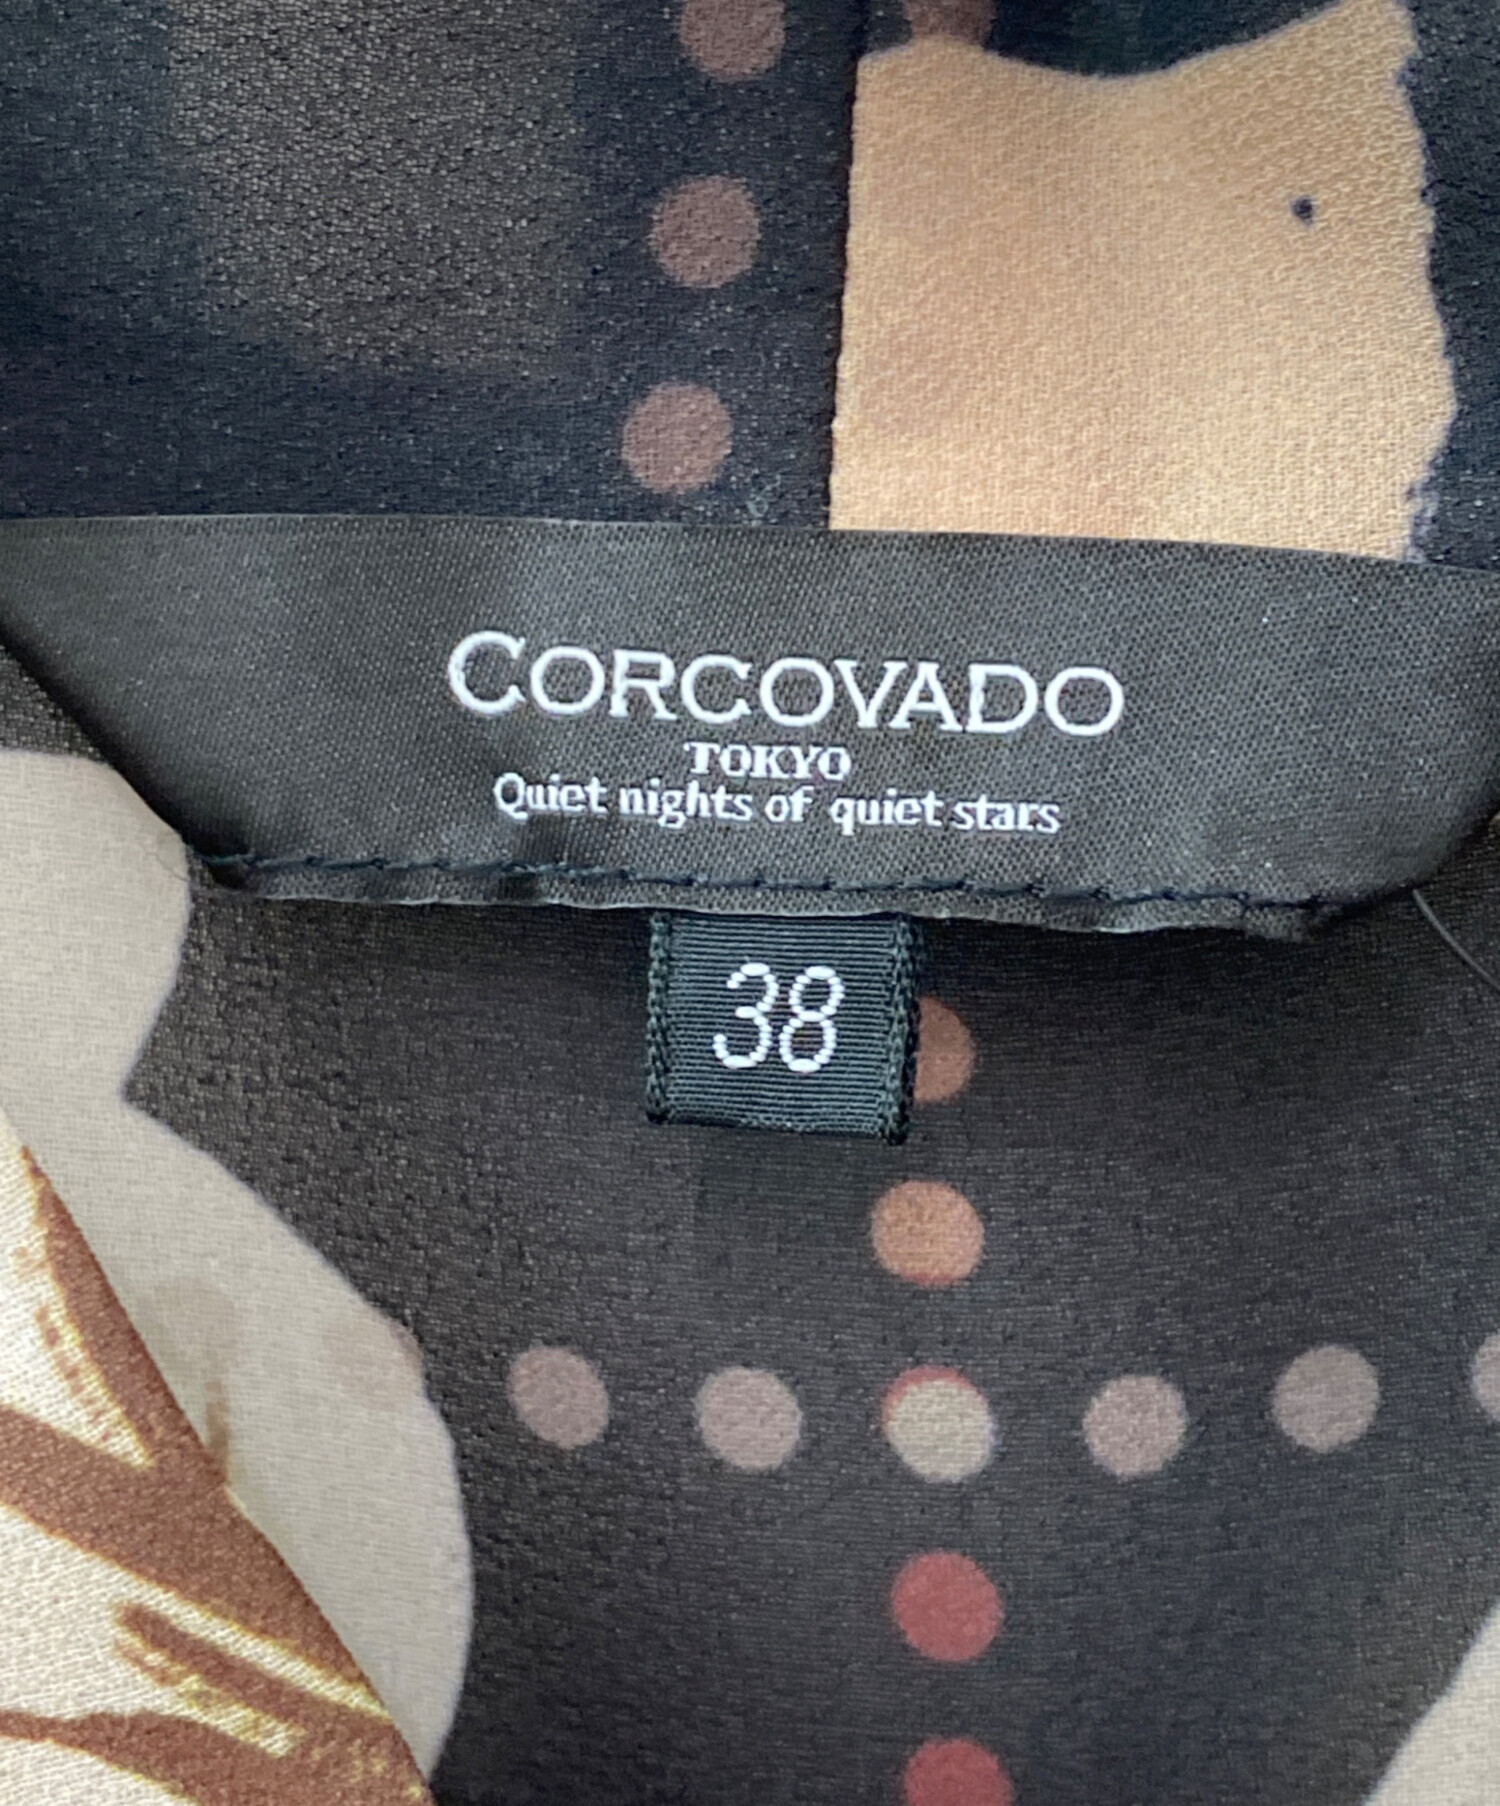 CORCOVADO
TOKYO
Quiet nights of quiet stars
38